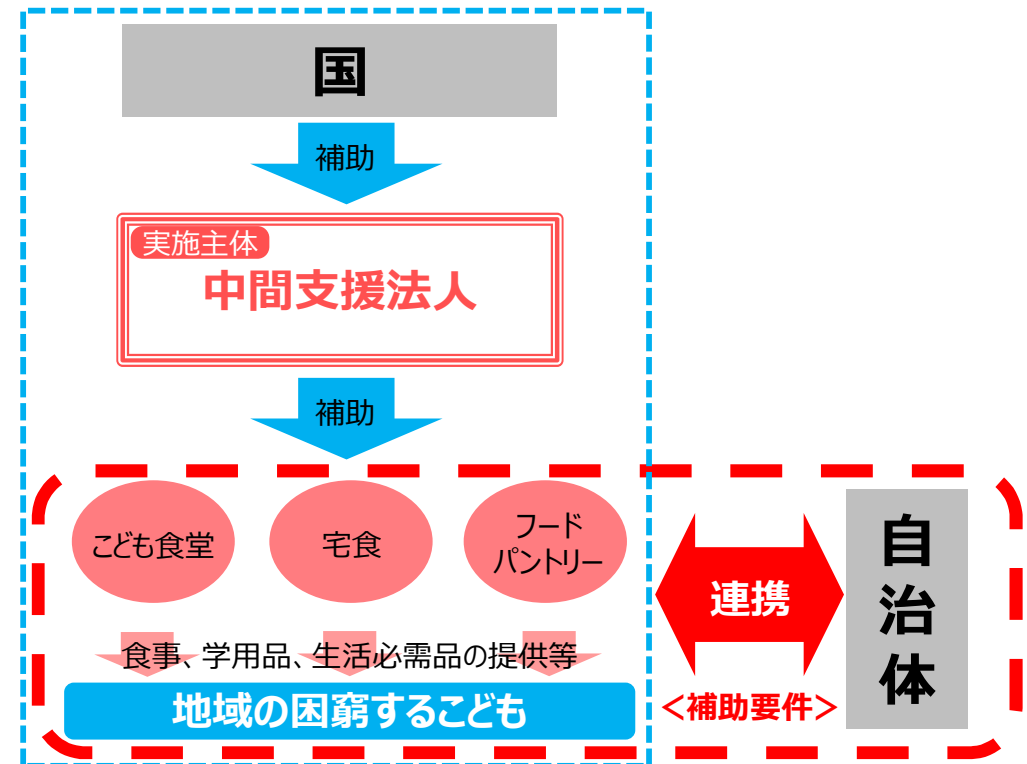 国
補助
実施主体
中間支援法人
補助
こども食堂
宅食
フード
パントリー
食事、学用品、生活必需品の提供等
地域の困窮するこども
連携
<補助要件>
自
治
体